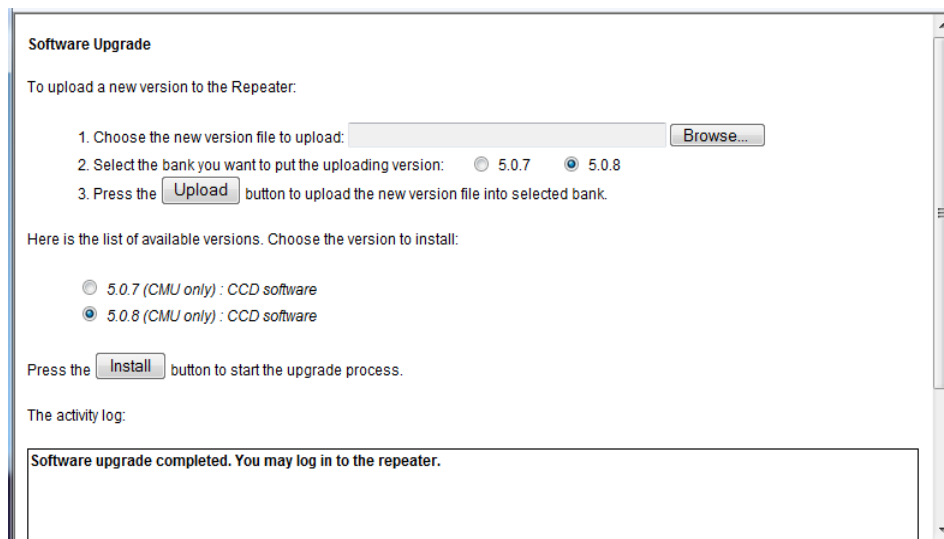 Software Upgrade
To upload a new version to the Repeater:
1. Choose the new version file to upload: Browse...
2. Select the bank you want to put the uploading version: 5.0.7 5.0.8
3. Press the Upload button to upload the new version file into selected bank.
Here is the list of available versions. Choose the version to install:
5.0.7 (CMU only) : CCD software
5.0.8 (CMU only) : CCD software
Press the Install button to start the upgrade process.
The activity log:
Software upgrade completed. You may log in to the repeater.